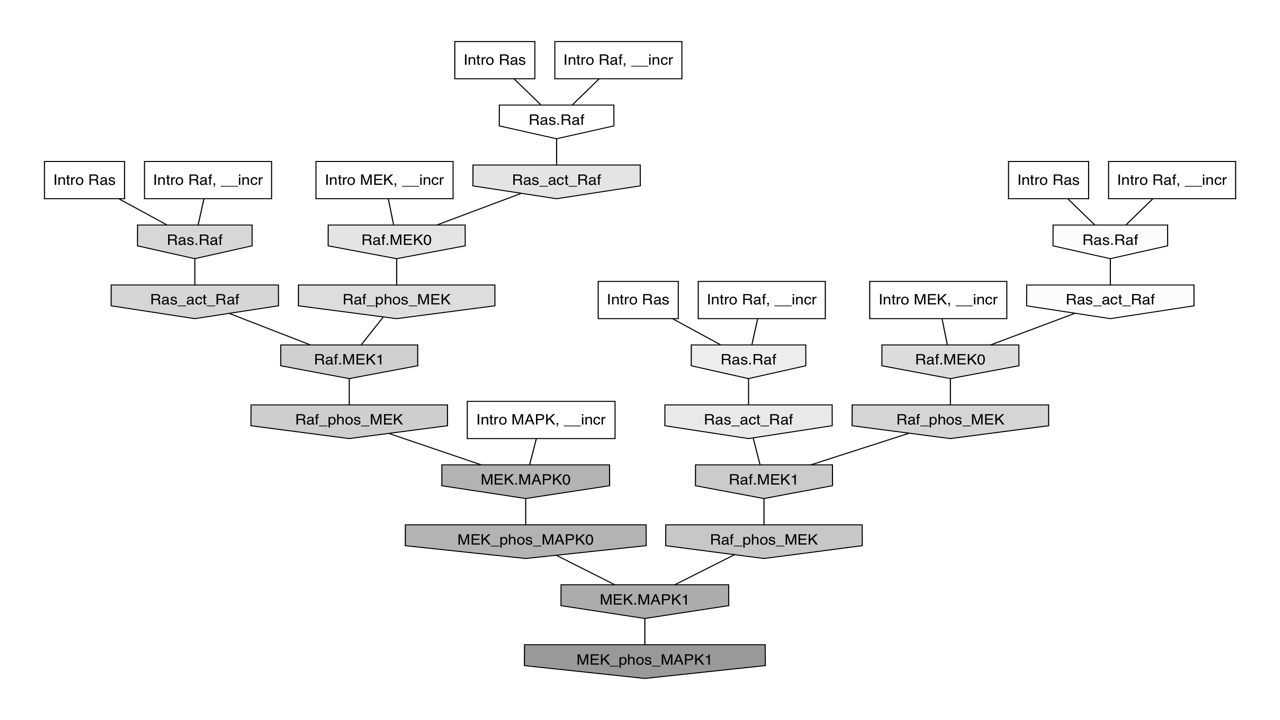 Intro Ras
Intro Raf, __incr
Ras.Raf
Intro Ras
Intro Raf, __incr
Intro MEK, __incr
Ras_act_Raf
Intro Ras
Intro Raf, __incr
Ras.Raf
Raf.MEK0
Ras.Raf
Ras_act_Raf
Raf_phos_MEK
Intro Ras
Intro Raf, __incr
Intro MEK, __incr
Ras_act_Raf
Raf.MEK1
Ras.Raf
Raf.MEK0
Raf_phos_MEK
Intro MAPK, __incr
Ras_act_Raf
Raf_phos_MEK
MEK.MAPK0
Raf.MEK1
MEK_phos_MAPK0
Raf_phos_MEK
MEK.MAPK1
MEK_phos_MAPK1